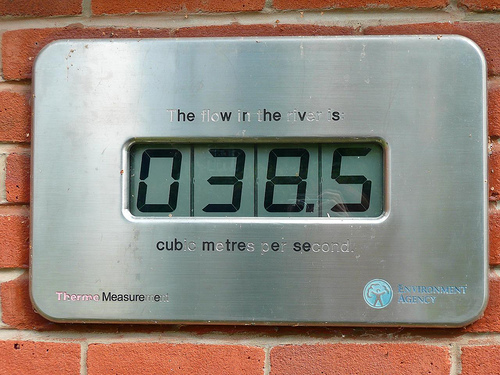 The flow in the river is:
038.5
cubic metres per second.
Thermo Measurement
ENVIRONMENT
AGENCY